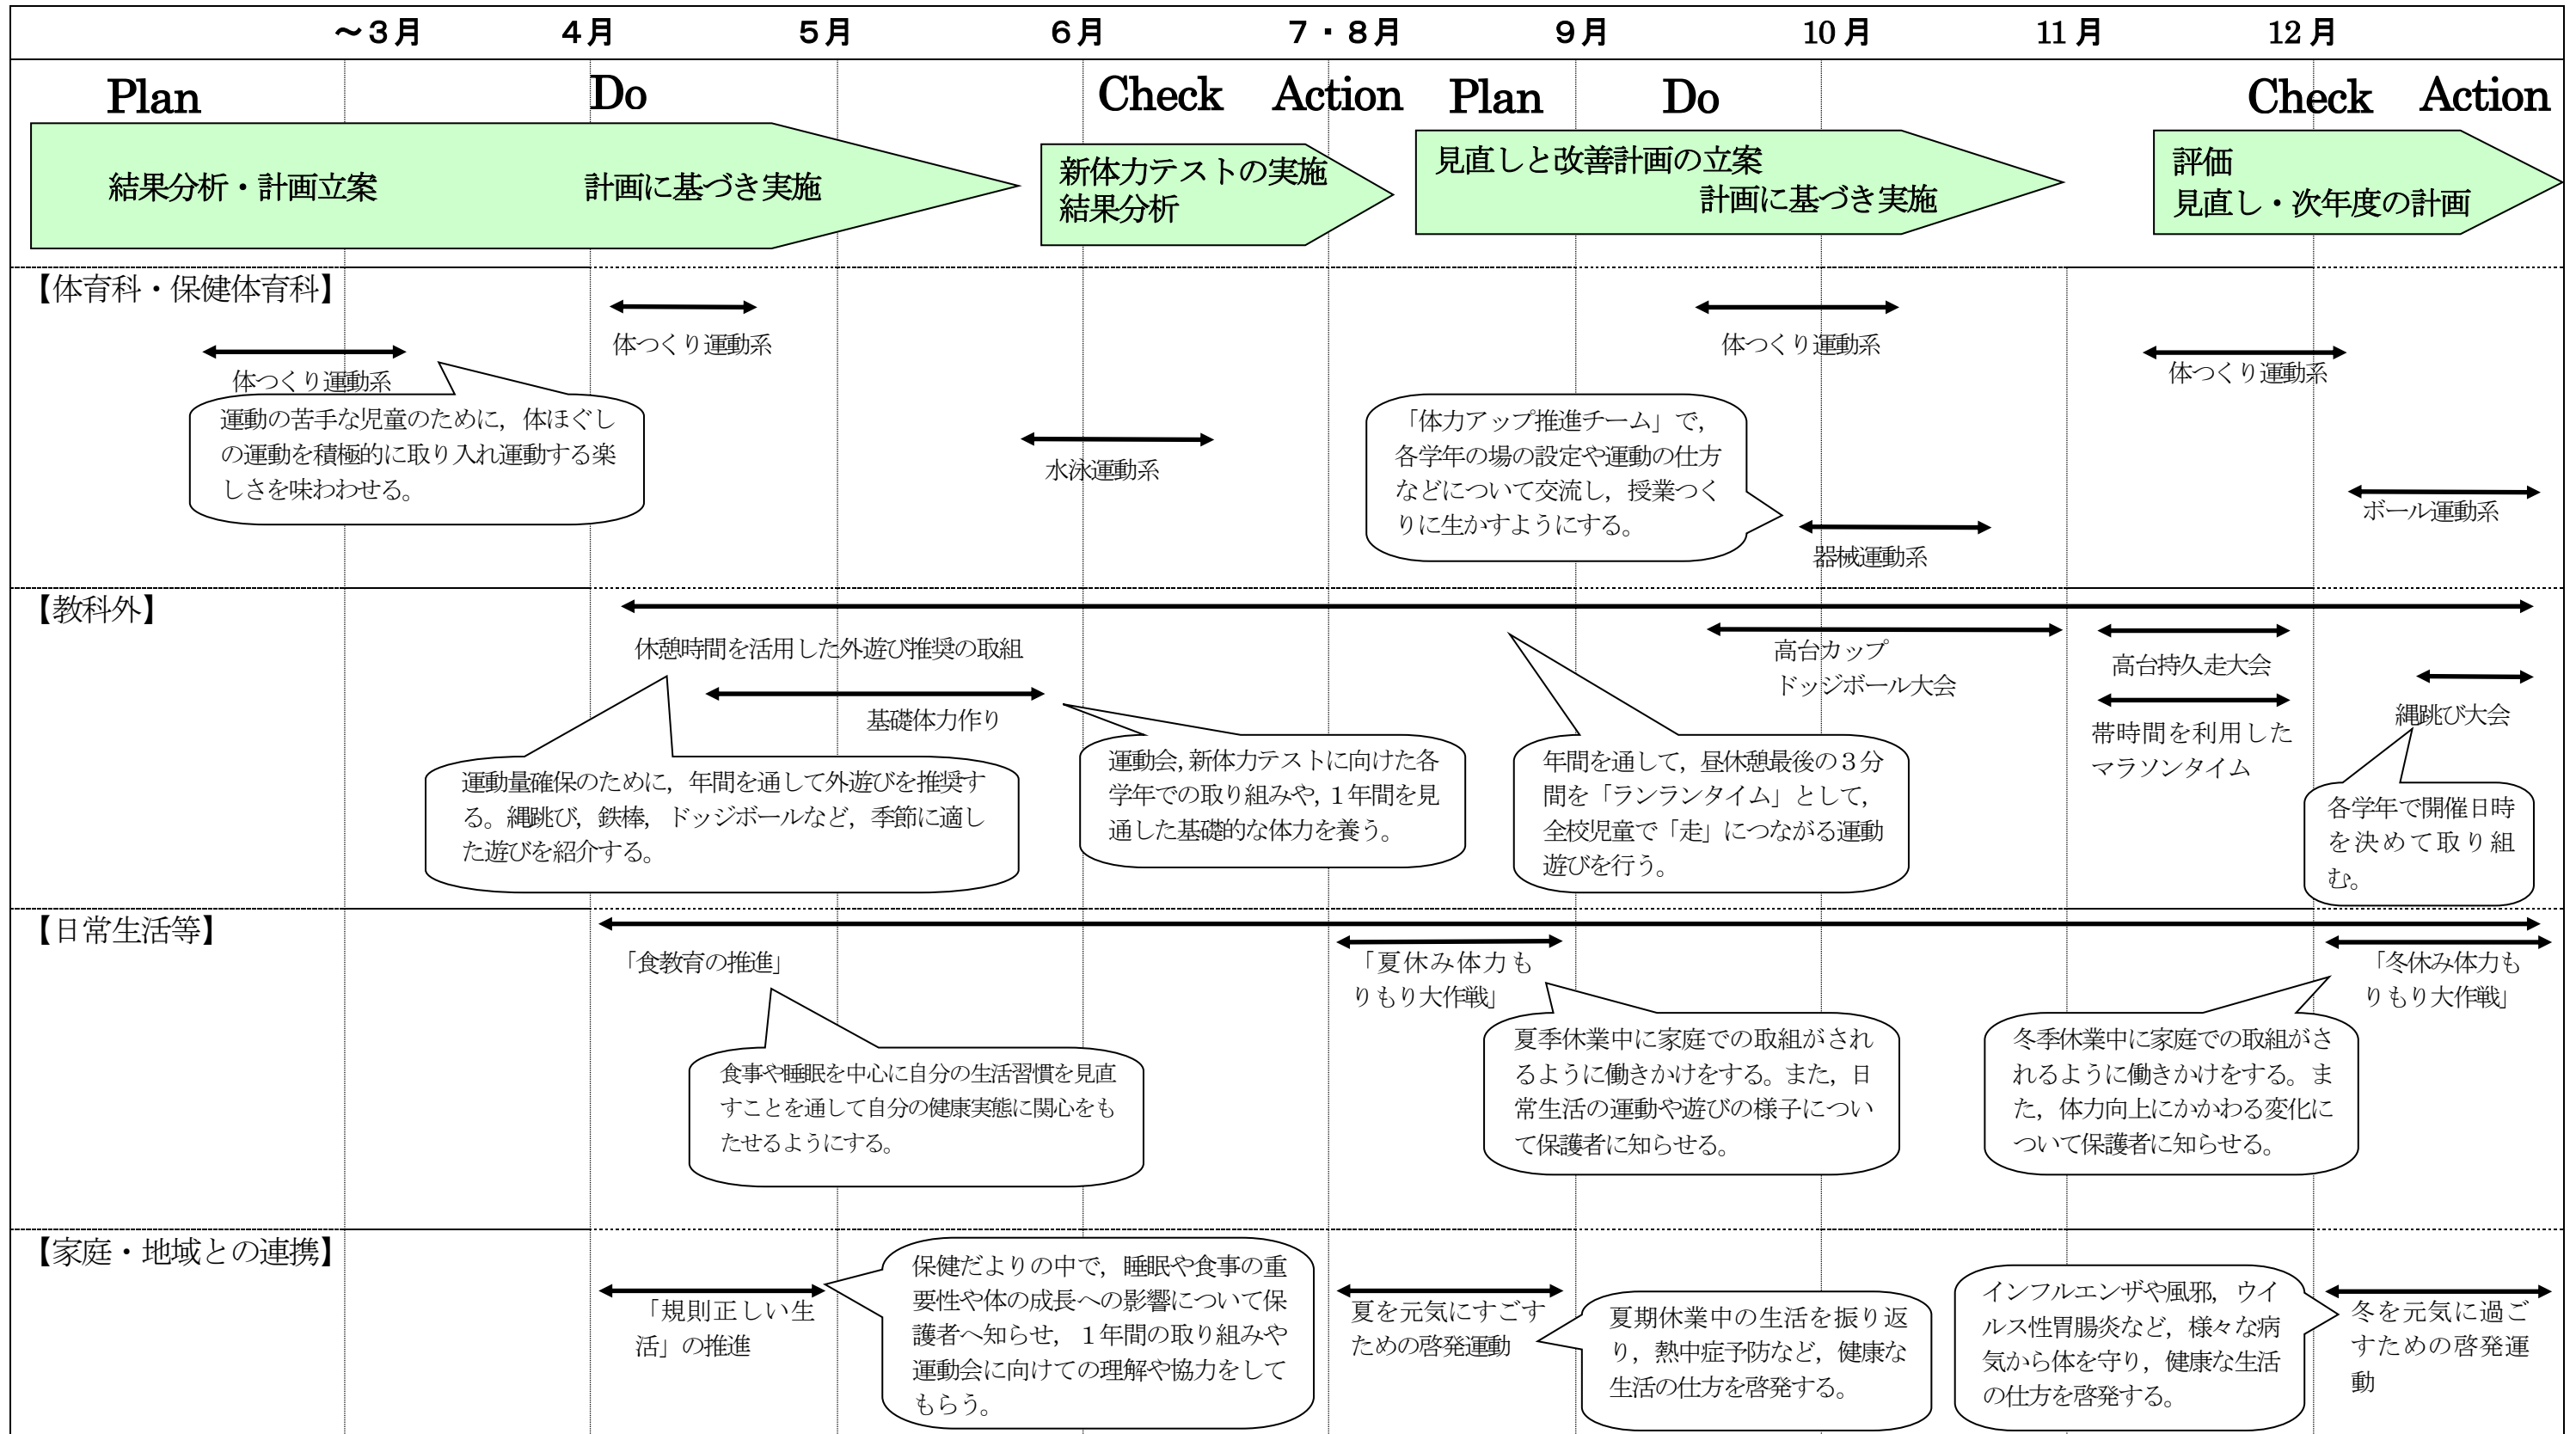 ～３月
４月
５月
６月
７・８月
９月
10 月
11 月
12 月
Plan
Do
Check
Action
Plan
Do
Check
Action
結果分析・計画立案
計画に基づき実施
新体力テストの実施
結果分析
見直しと改善計画の立案
計画に基づき実施
評価
見直し・次年度の計画
【体育科・保健体育科】
体つくり運動系
体つくり運動系
運動の苦手な児童のために，体ほぐし
の運動を積極的に取り入れ運動する楽
しさを味わわせる。
水泳運動系
体つくり運動系
「体力アップ推進チーム」で，
各学年の場の設定や運動の仕方
などについて交流し，授業つく
りに生かすようにする。
器械運動系
体つくり運動系
ボール運動系
【教科外】
休憩時間を活用した外遊び推奨の取組
基礎体力作り
運動量確保のために，年間を通して外遊びを推奨す
る。縄跳び，鉄棒，ドッジボールなど，季節に適し
た遊びを紹介する。
運動会，新体力テストに向けた各
学年での取り組みや，１年間を見
通した基礎的な体力を養う。
高台カップ
ドッジボール大会
年間を通して，昼休憩最後の３分
間を「ランランタイム」として，
全校児童で「走」につながる運動
遊びを行う。
高台持久走大会
帯時間を利用した
マラソンタイム
縄跳び大会
各学年で開催日時
を決めて取り組
む。
【日常生活等】
「食教育の推進」
食事や睡眠を中心に自分の生活習慣を見直
すことを通して自分の健康実態に関心をも
たせるようにする。
「夏休み体力も
りもり大作戦」
夏季休業中に家庭での取組がされ
るように働きかけをする。また，日
常生活の運動や遊びの様子につい
て保護者に知らせる。
「冬休み体力も
りもり大作戦」
冬季休業中に家庭での取組がさ
れるように働きかけをする。ま
た，体力向上にかかわる変化に
ついて保護者に知らせる。
【家庭・地域との連携】
「規則正しい生
活」の推進
保健だよりの中で，睡眠や食事の重
要性や体の成長への影響について保
護者へ知らせ，１年間の取り組みや
運動会に向けての理解や協力をして
もらう。
夏を元気にすごす
ための啓発運動
夏期休業中の生活を振り返
り，熱中症予防など，健康な
生活の仕方を啓発する。
インフルエンザや風邪，ウイ
ルス性胃腸炎など，様々な病
気から体を守り，健康な生活
の仕方を啓発する。
冬を元気に過ご
すための啓発運
動